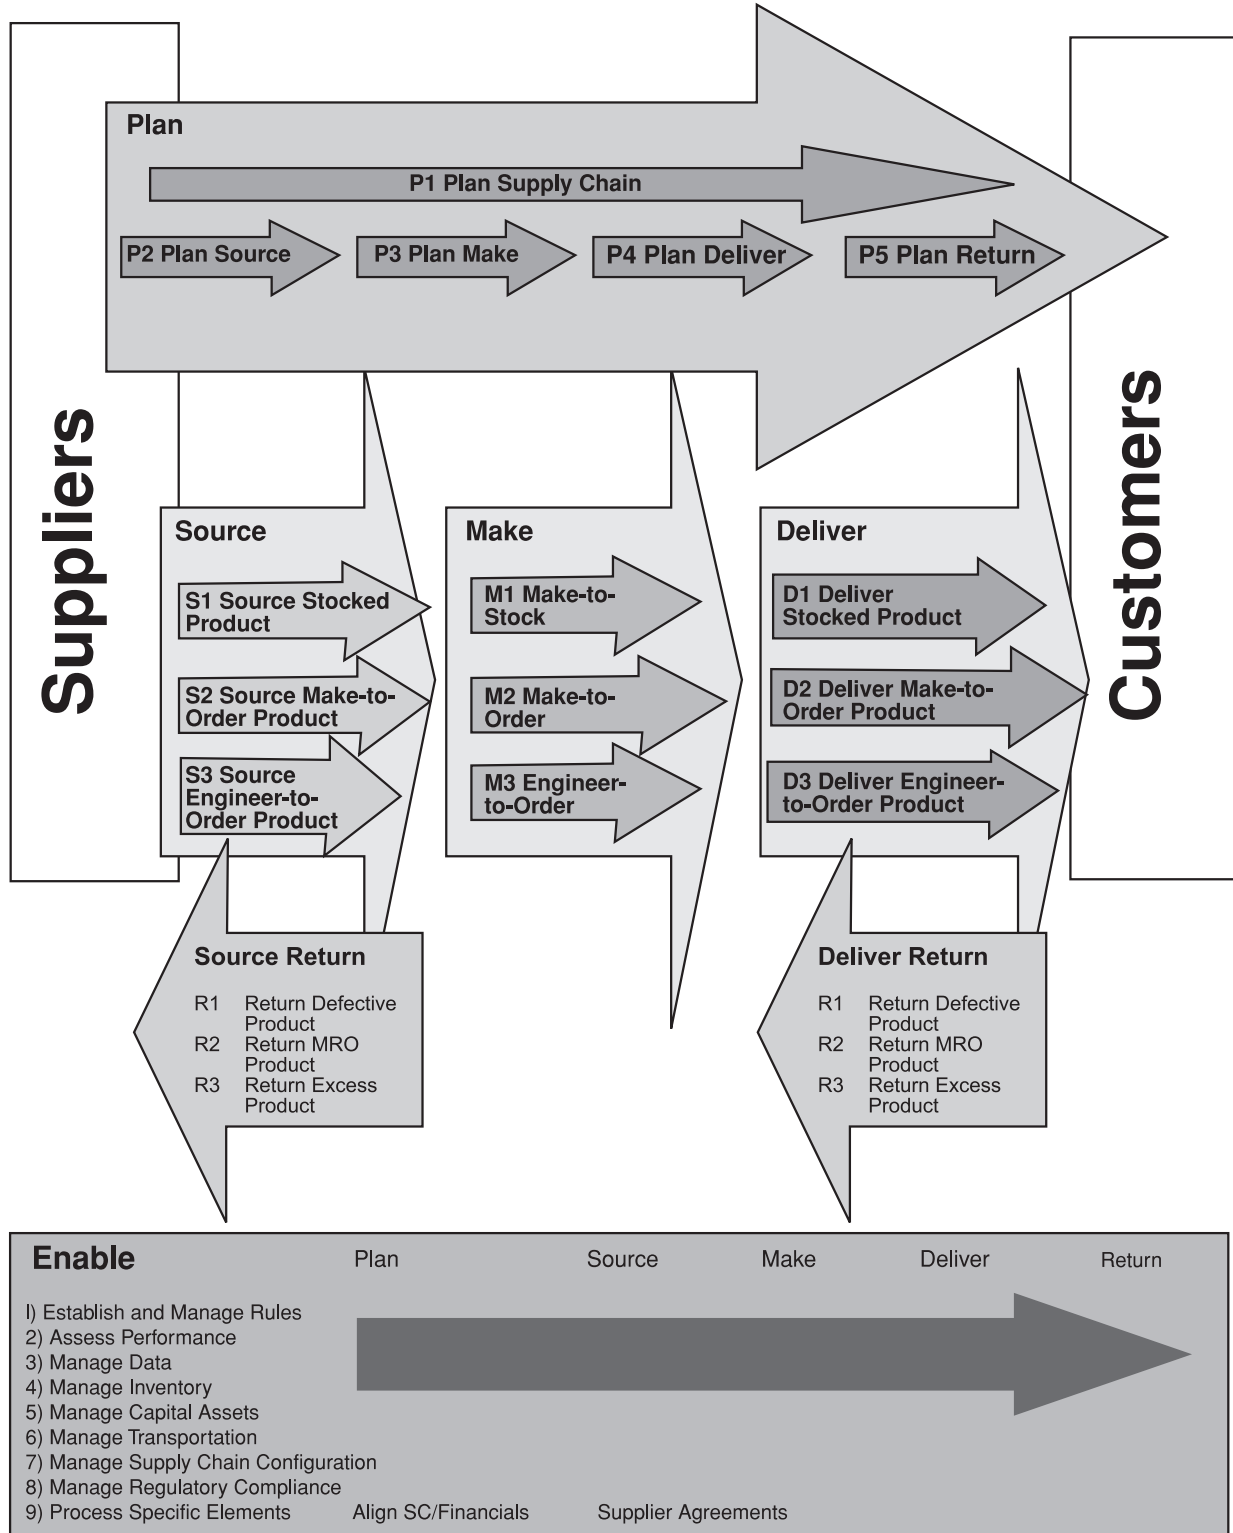 Plan
P1 Plan Supply Chain
P2 Plan Source
P3 Plan Make
P4 Plan Deliver
P5 Plan Return
Suppliers
Customers
Source
S1 Source Stocked
Product
S2 Source Make-to-
Order Product
S3 Source
Engineer-to-
Order Product
Make
M1 Make-to-
Stock
M2 Make-to-
Order
M3 Engineer-
to-Order
Deliver
D1 Deliver
Stocked Product
D2 Deliver Make-to-
Order Product
D3 Deliver Engineer-
to-Order Product
Source Return
R1 Return Defective
Product
R2 Return MRO
Product
R3 Return Excess
Product
Deliver Return
R1 Return Defective
Product
R2 Return MRO
Product
R3 Return Excess
Product
Enable Plan Source Make Deliver Return
l) Establish and Manage Rules
2) Assess Performance
3) Manage Data
4) Manage Inventory
5) Manage Capital Assets
6) Manage Transportation
7) Manage Supply Chain Configuration
8) Manage Regulatory Compliance
9) Process Specific Elements Align SC/Financials Supplier Agreements